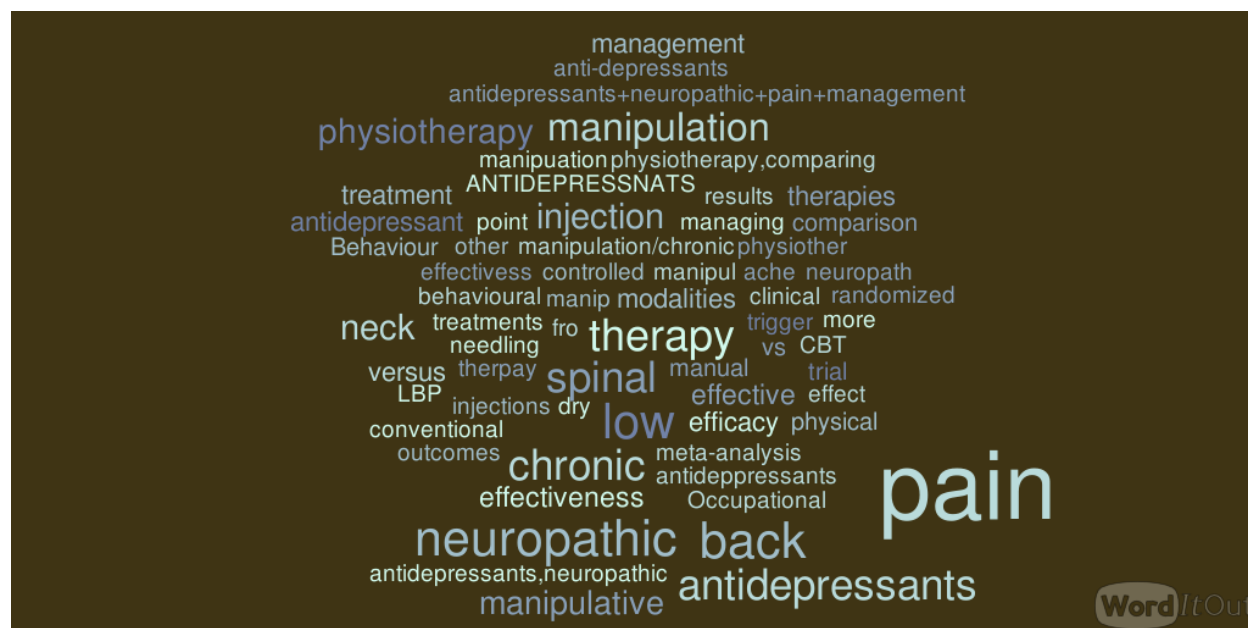 management
anti-depressants
antidepressants+neuropathic+pain+management
physiotherapy manipulation
manipuation physiotherapy,comparing
treatment ANTIDEPRESSNATS results therapies
antidepressant point injection managing comparison
Behaviour other manipulation/chronic physiother
effectivess controlled manipul ache neuropath
behavioural manip modalities clinical randomized
neck treatments fro therapy trigger more
needling vs CBT
versus therpay spinal manual trial
LBP effective effect
injections dry low efficacy physical
conventional
outcomes chronic meta-analysis
antideppressants
effectiveness Occupational pain
neuropathic back
antidepressants,neuropathic antidepressants
manipulative
WordItOut